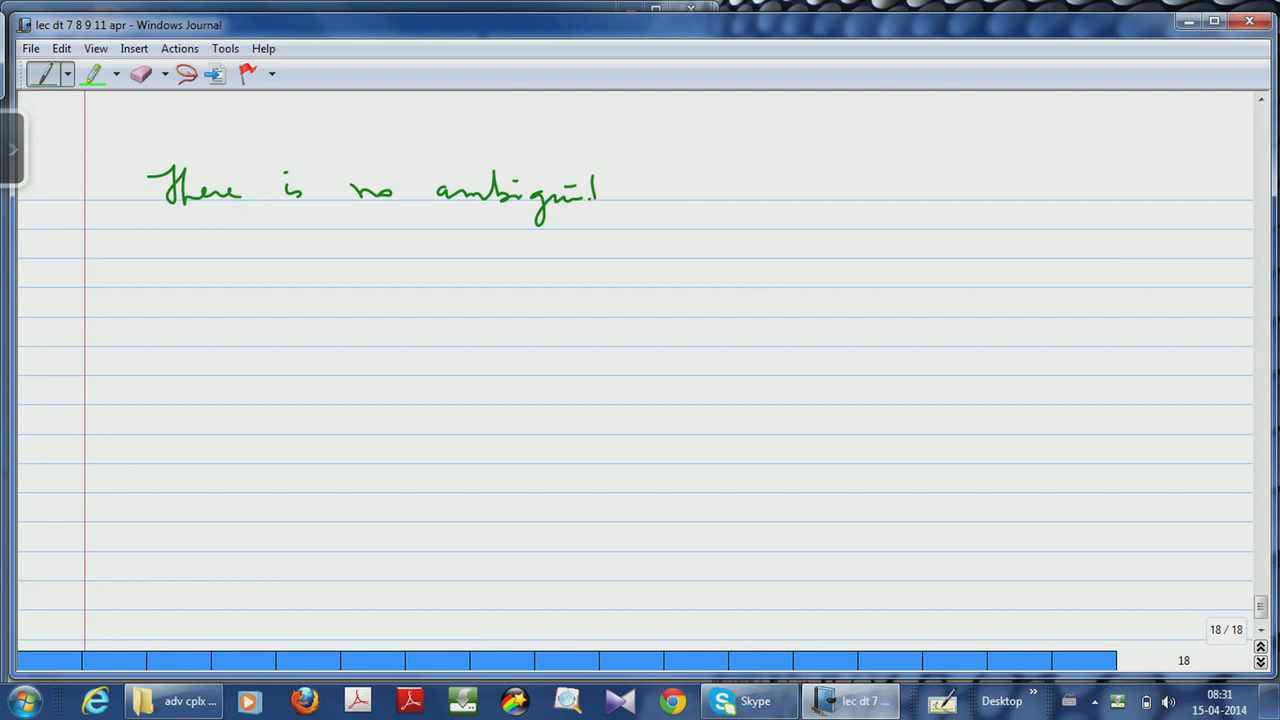 lec dt 7 8 9 11 apr - Windows Journal
File Edit View Insert Actions Tools Help
There is no ambiguit
18 / 18
18
adv cplx ...
Skype
lec dt 7 ...
Desktop
08:31
15-04-2014